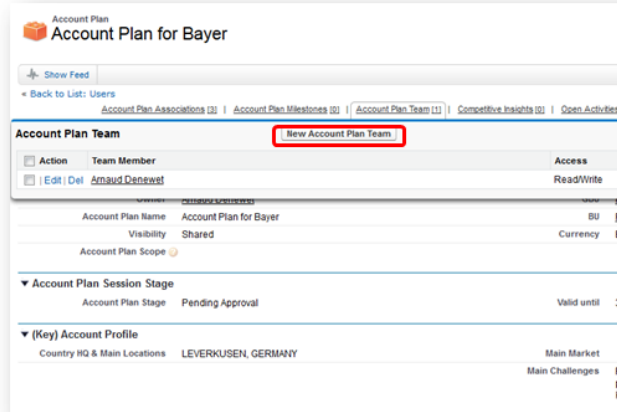 Account Plan
Account Plan for Bayer
Show Feed
« Back to List: Users
Account Plan Associations [3] | Account Plan Milestones [0] | Account Plan Team [1] | Competitive Insights [0] | Open Activities
Account Plan Team New Account Plan Team
Action Team Member Access
| Edit | Del Arnaud Denewet Read/Write
Owner Arnaud Denewet GBU
Account Plan Name Account Plan for Bayer BU
Visibility Shared Currency
Account Plan Scope
Account Plan Session Stage
Account Plan Stage Pending Approval Valid until
(Key) Account Profile
Country HQ & Main Locations LEVERKUSEN, GERMANY Main Market
Main Challenges